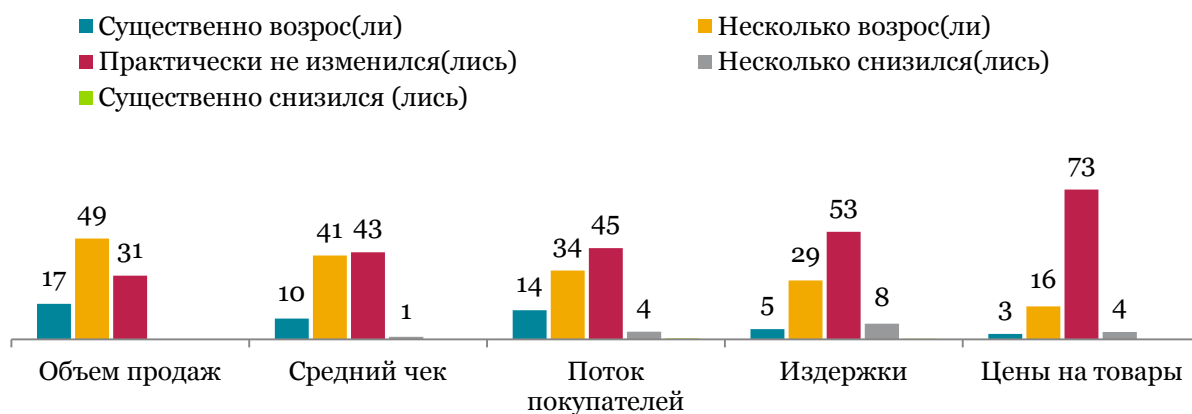 Существенно возрос(ли)
Несколько возрос(ли)
Практически не изменился(лись)
Несколько снизился(лись)
Существенно снизился (лись)
17
49
31
10
41
43
1
14
34
45
4
5
29
53
8
3
16
73
4
Объем продаж
Средний чек
Поток
покупателей
Издержки
Цены на товары